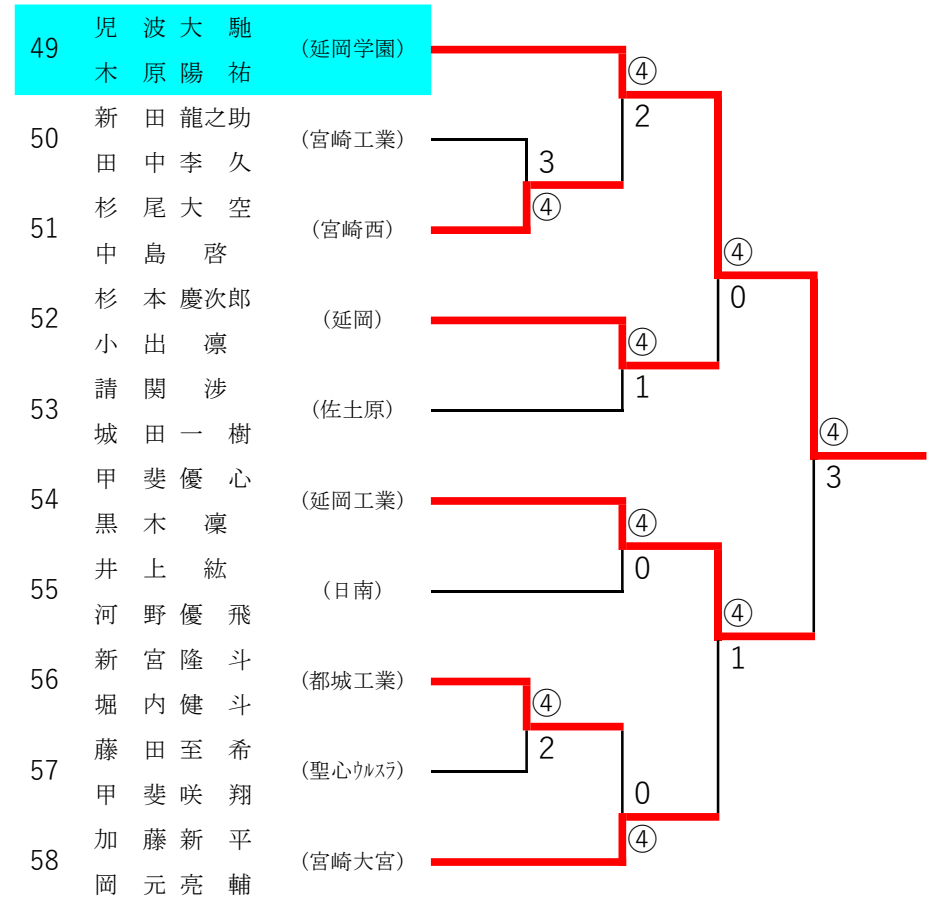 児 波 大 馳
49 (延岡学園)
木 原 陽 祐
④
新 田 龍之助
2
50 (宮崎工業)
田 中 李 久
3
杉 尾 大 空
④
51 (宮崎西)
中 島 啓
④
杉 本 慶次郎
0
52 (延岡)
小 出 凛
④
請 関 渉
1
53 (佐土原)
城 田 一 樹
④
甲 斐 優 心
3
54 (延岡工業)
黒 木 凜
④
井 上 紘
0
55 (日南)
河 野 優 飛
④
新 宮 隆 斗
1
56 (都城工業)
堀 内 健 斗
④
藤 田 至 希
2
57 (聖心ウルスラ)
甲 斐 咲 翔
0
加 藤 新 平
④
58 (宮崎大宮)
岡 元 亮 輔